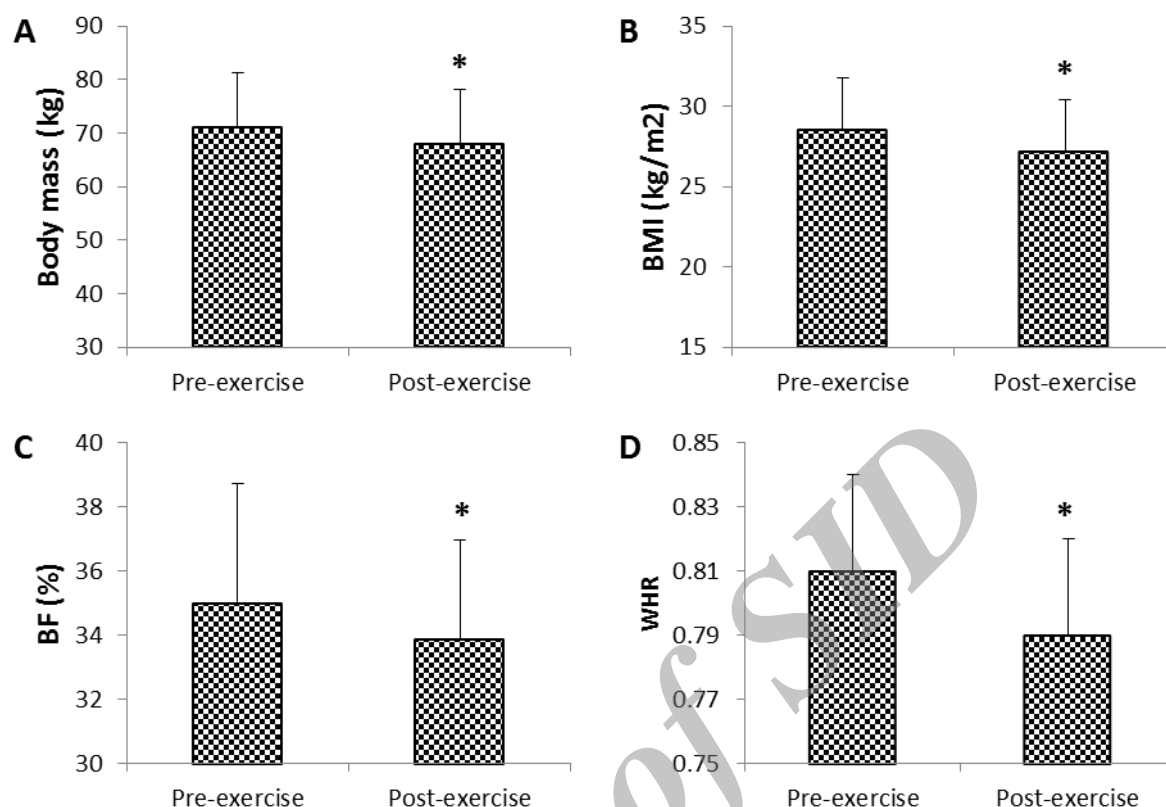 A
Body mass (kg)
90
80
70
60
50
40
30
*
Pre-exercise
Post-exercise
B
BMI (kg/m2)
35
30
25
20
15
*
Pre-exercise
Post-exercise
C
BF (%)
40
38
36
34
32
30
*
Pre-exercise
Post-exercise
D
WHR
0.85
0.83
0.81
0.79
0.77
0.75
*
Pre-exercise
Post-exercise
of SID